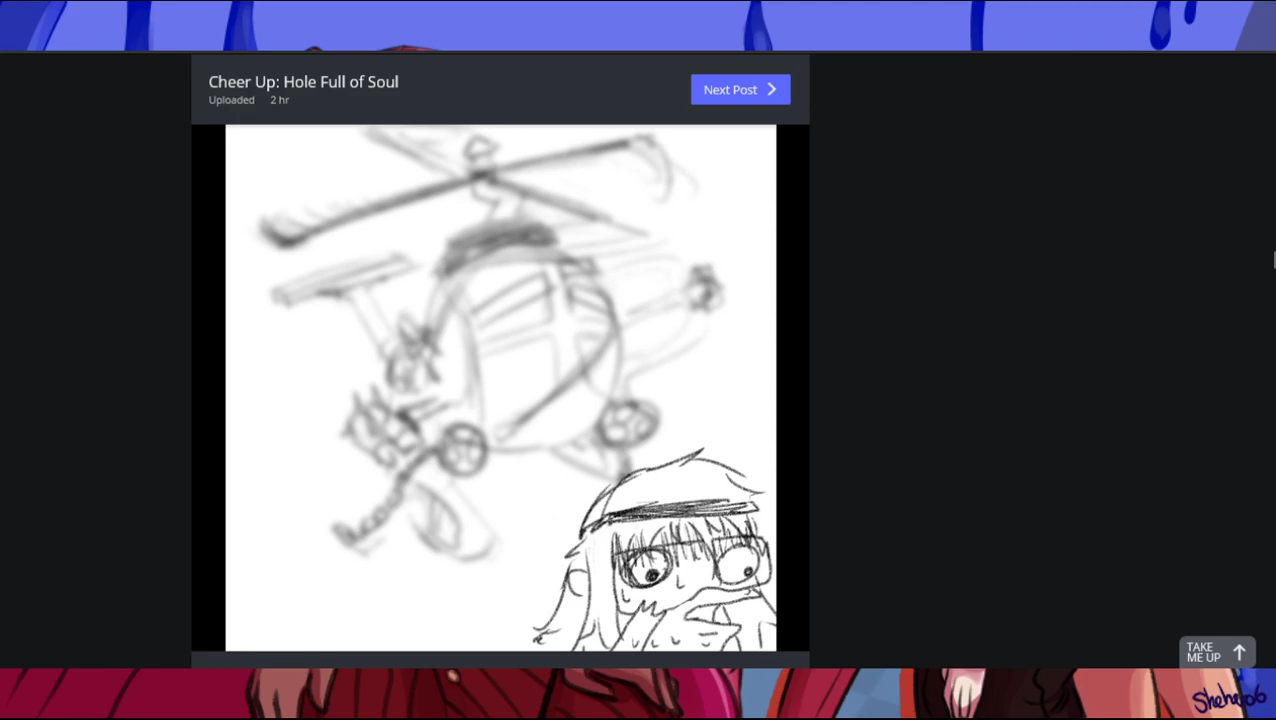 Cheer Up: Hole Full of Soul
Uploaded 2 hr
Next Post
TAKE
ME UP